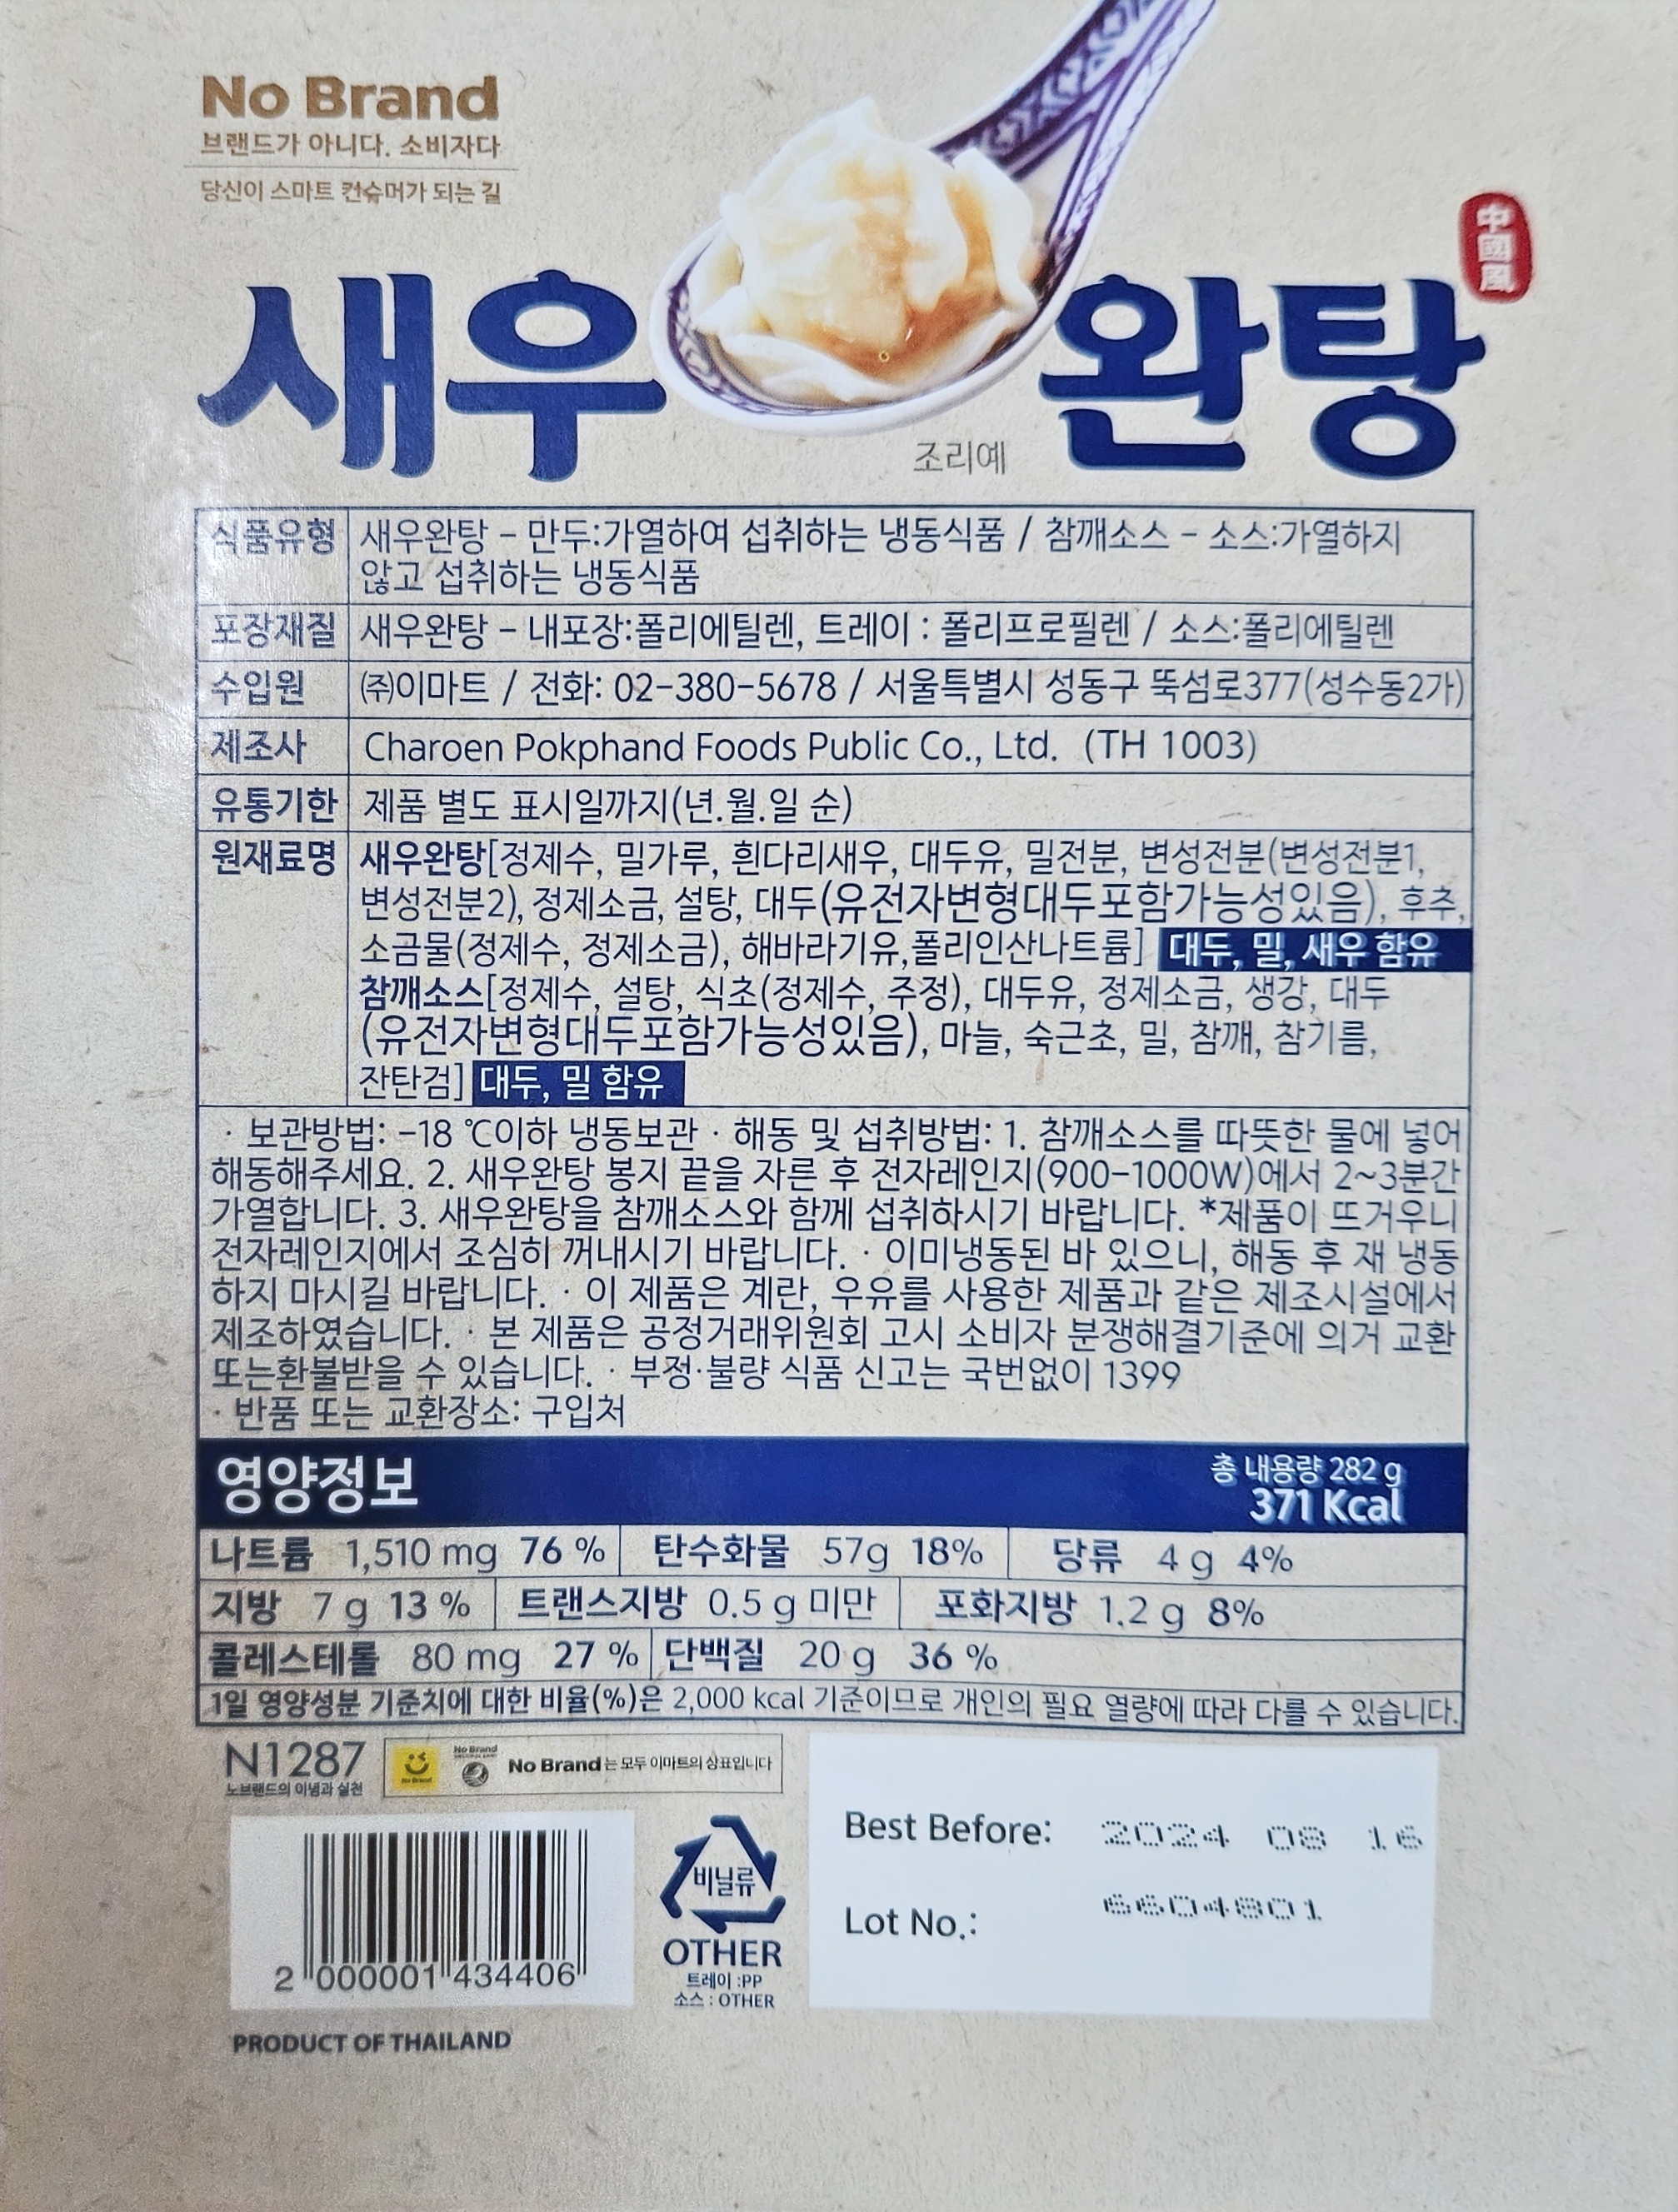 No Brand
브랜드가 아니다. 소비자다
당신이 스마트 컨슈머가 되는 길
中國風
새우 완탕
조리예
식품유형 새우완탕 - 만두:가열하여 섭취하는 냉동식품 / 참깨소스 - 소스:가열하지
않고 섭취하는 냉동식품
포장재질 새우완탕 - 내포장:폴리에틸렌, 트레이 : 폴리프로필렌 / 소스:폴리에틸렌
수입원 ㈜이마트 / 전화: 02-380-5678 / 서울특별시 성동구 뚝섬로377(성수동2가)
제조사 Charoen Pokphand Foods Public Co., Ltd. (TH 1003)
유통기한 제품 별도 표시일까지(년.월.일 순)
원재료명 새우완탕[정제수, 밀가루, 흰다리새우, 대두유, 밀전분, 변성전분(변성전분1,
변성전분2), 정제소금, 설탕, 대두(유전자변형대두포함가능성있음), 후추,
소금물(정제수, 정제소금), 해바라기유,폴리인산나트륨] 대두, 밀, 새우 함유
참깨소스[정제수, 설탕, 식초(정제수, 주정), 대두유, 정제소금, 생강, 대두
(유전자변형대두포함가능성있음), 마늘, 숙근초, 밀, 참깨, 참기름,
잔탄검] 대두, 밀 함유
· 보관방법: -18 ℃이하 냉동보관 · 해동 및 섭취방법: 1. 참깨소스를 따뜻한 물에 넣어
해동해주세요. 2. 새우완탕 봉지 끝을 자른 후 전자레인지(900-1000W)에서 2~3분간
가열합니다. 3. 새우완탕을 참깨소스와 함께 섭취하시기 바랍니다. *제품이 뜨거우니
전자레인지에서 조심히 꺼내시기 바랍니다. · 이미냉동된 바 있으니, 해동 후 재 냉동
하지 마시길 바랍니다. · 이 제품은 계란, 우유를 사용한 제품과 같은 제조시설에서
제조하였습니다. · 본 제품은 공정거래위원회 고시 소비자 분쟁해결기준에 의거 교환
또는환불받을 수 있습니다. · 부정·불량 식품 신고는 국번없이 1399
· 반품 또는 교환장소: 구입처
영양정보 총 내용량 282 g
371 Kcal
나트륨 1,510 mg 76 % 탄수화물 57g 18% 당류 4 g 4%
지방 7 g 13 % 트랜스지방 0.5 g 미만 포화지방 1.2 g 8%
콜레스테롤 80 mg 27 % 단백질 20 g 36 %
1일 영양성분 기준치에 대한 비율(%)은 2,000 kcal 기준이므로 개인의 필요 열량에 따라 다를 수 있습니다.
N1287
노브랜드의 이념과 실천
No Brand
No Brand
No Brand는 모두 이마트의 상표입니다
Best Before: 2024 08 16
Lot No.: 6604801
비닐류
OTHER
트레이 :PP
소스 : OTHER
2 000001 434406
PRODUCT OF THAILAND